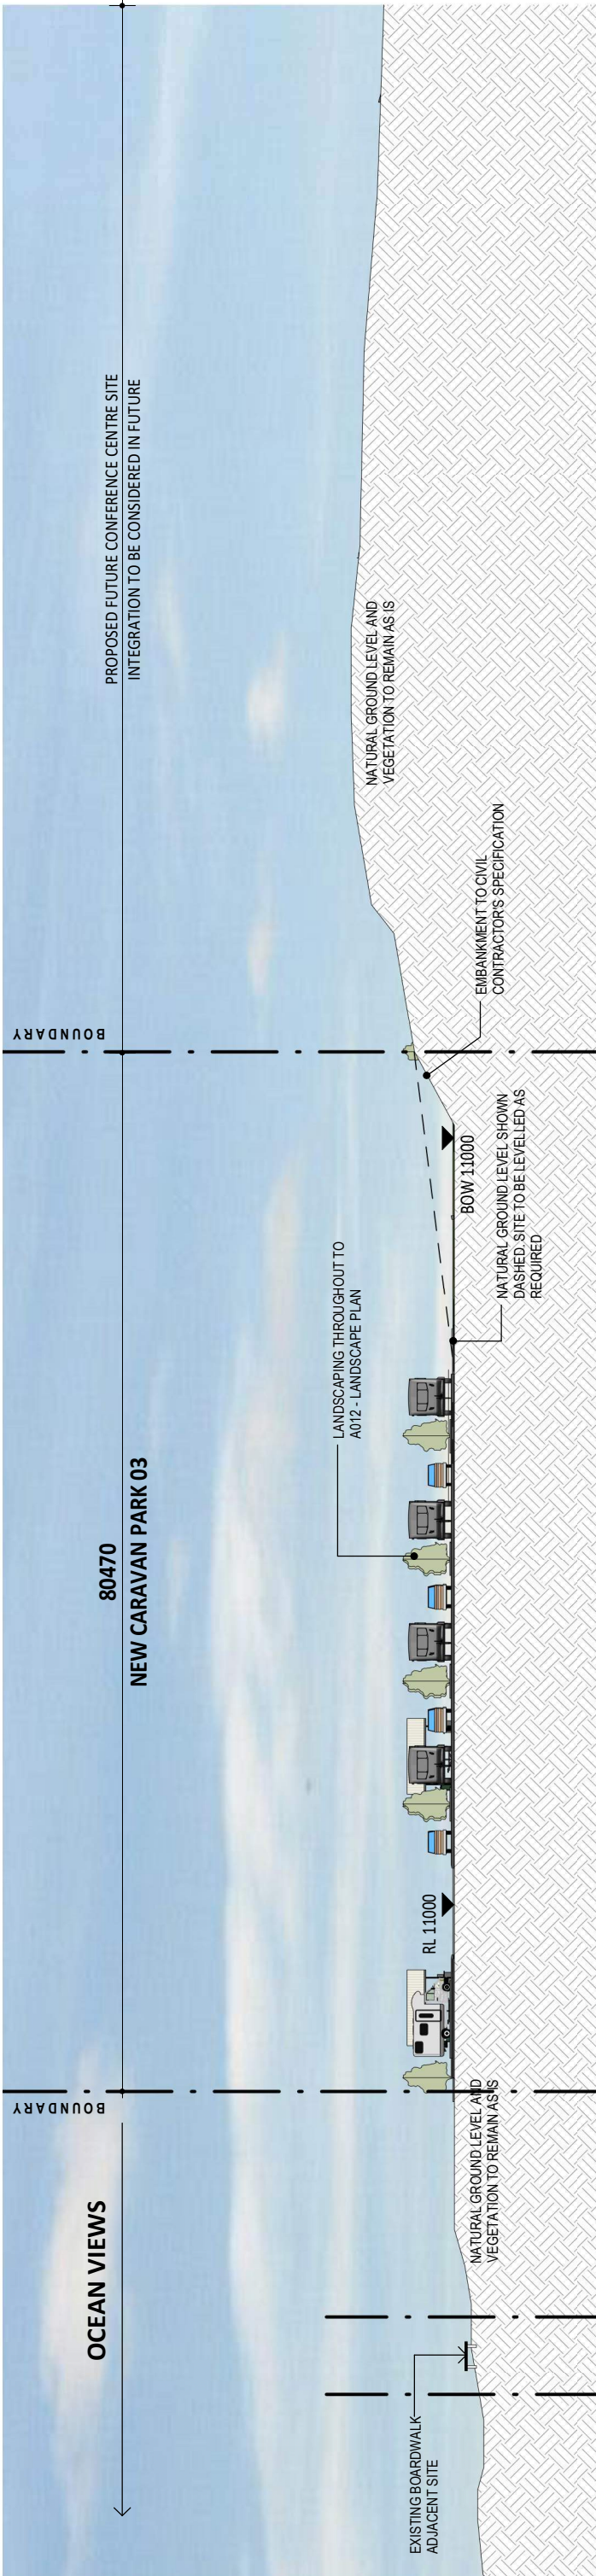 OCEAN VIEWS
BOUNDARY
80470
NEW CARAVAN PARK 03
BOUNDARY
PROPOSED FUTURE CONFERENCE CENTRE SITE
INTEGRATION TO BE CONSIDERED IN FUTURE
EXISTING BOARDWALK
ADJACENT SITE
NATURAL GROUND LEVEL AND
VEGETATION TO REMAIN AS IS
RL 11000
LANDSCAPING THROUGHOUT TO
A012 - LANDSCAPE PLAN
NATURAL GROUND LEVEL SHOWN
DASHED. SITE TO BE LEVELLED AS
REQUIRED
BOW 11000
EMBANKMENT TO CIVIL
CONTRACTOR'S SPECIFICATION
NATURAL GROUND LEVEL AND
VEGETATION TO REMAIN AS IS